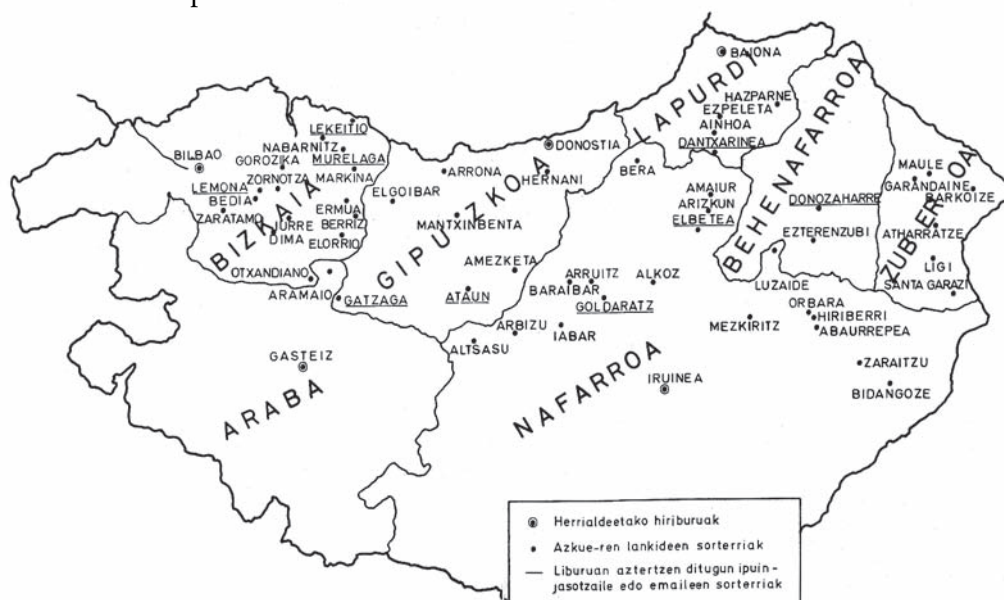 BAIONA
LAPURDI
HAZPARNE
EZPELETA
AINHOA
DANTXARINEA
BEHENAFARROA
LEKEITIO
NABARNITZ
MURELAGA
BILBAO
GOROZIKA
MARKINA
ZORNOTZA
LEMONA
BEDIA
ZARATAMO
IURRE
DIMA
ERMUA
BERRIZ
ELORRIO
BIZKAIA
OTXANDIANO
ARAMAIO
DONOSTIA
ARRONA
HERNANI
ELGOIBAR
MANTXINBENTA
GIPUZKOA
AMEZKETA
GATZAGA
ATAUN
BERA
AMAIUR
ARIZKUN
ELBETEA
DONOZAHARRE
EZTERENZUBI
MAULE
GARANDAINE
BARKOIZE
ATHARRATZE
ZUBEROA
LIGI
SANTA GARAZI
LUZAIDE
ARRUITZ
ALKOZ
BARAIBAR
GOLDARATZ
ORBARA
HIRIBERRI
ABAURREPEA
MEZKIRITZ
ARBIZU
IABAR
ALTSASU
ZARAITZU
BIDANGOZE
GASTEIZ
ARABA
IRUINEA
NAFARROA
Herrialdeetako hiriburuak
Azkue-ren lankideen sorterriak
Liburuan aztertzen ditugun ipuin-
jasotzaile edo emaileen sorterriak